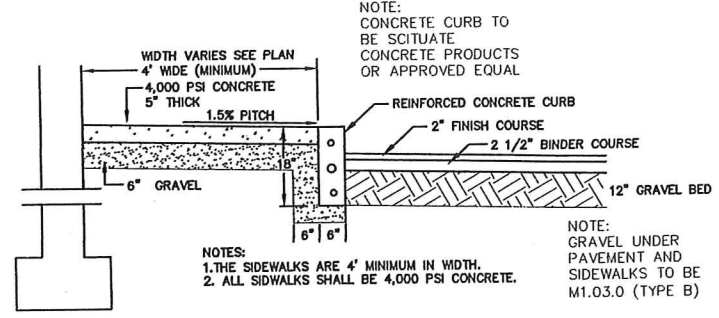 NOTE:
CONCRETE CURB TO
BE SCITUATE
CONCRETE PRODUCTS
OR APPROVED EQUAL
WIDTH VARIES SEE PLAN
4' WIDE (MINIMUM)
4,000 PSI CONCRETE
5" THICK
1.5% PITCH
REINFORCED CONCRETE CURB
2" FINISH COURSE
2 1/2" BINDER COURSE
18"
6" GRAVEL
12" GRAVEL BED
6" 6"
NOTES:
1.THE SIDEWALKS ARE 4' MINIMUM IN WIDTH.
2. ALL SIDWALKS SHALL BE 4,000 PSI CONCRETE.
NOTE:
GRAVEL UNDER
PAVEMENT AND
SIDEWALKS TO BE
M1.03.0 (TYPE B)